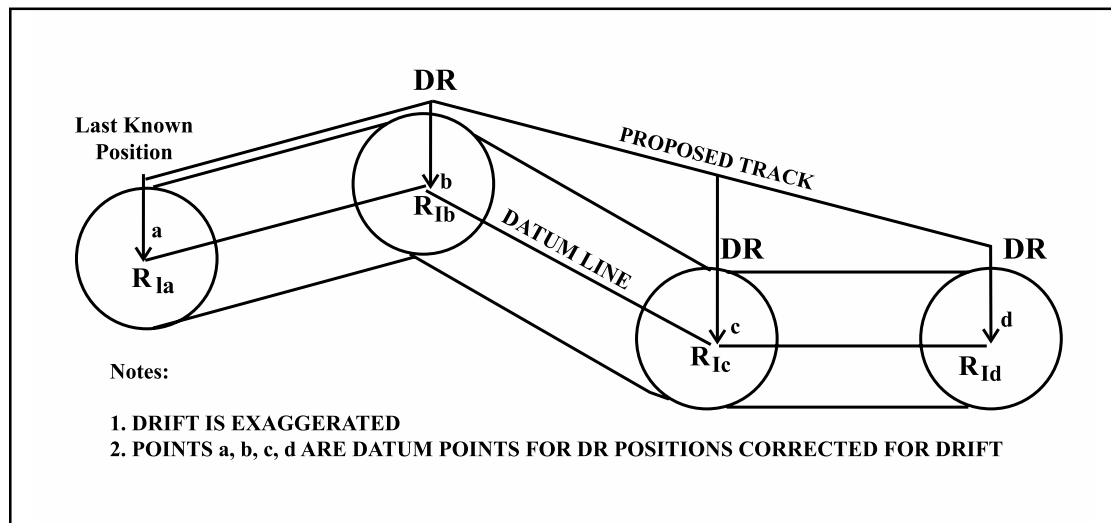 DR
Last Known
Position
PROPOSED TRACK
a
b
R Ib
DATUM LINE
R Ia
DR
DR
c
d
R Ic
R Id
Notes:
1. DRIFT IS EXAGGERATED
2. POINTS a, b, c, d ARE DATUM POINTS FOR DR POSITIONS CORRECTED FOR DRIFT